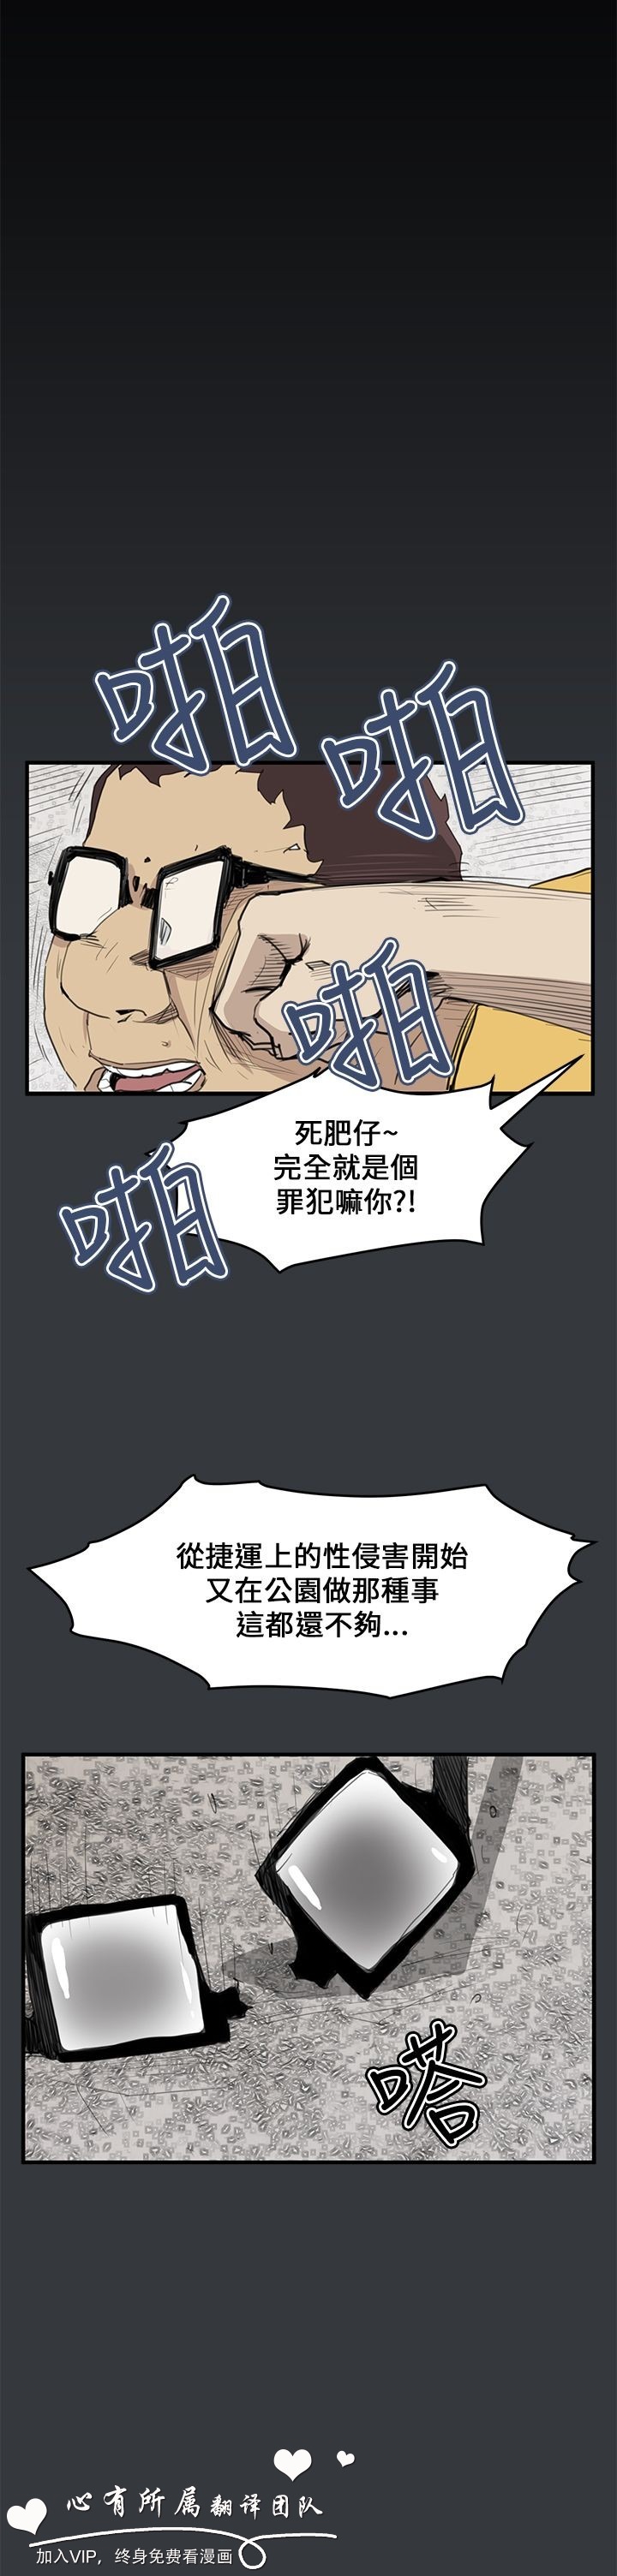 啪
啪
啪
死肥仔~
完全就是個
罪犯嘛你?!
啪
從捷運上的性侵害開始
又在公園做那種事
這都還不夠...
嗒
心有所属翻译团队
加入VIP，终身免费看漫画